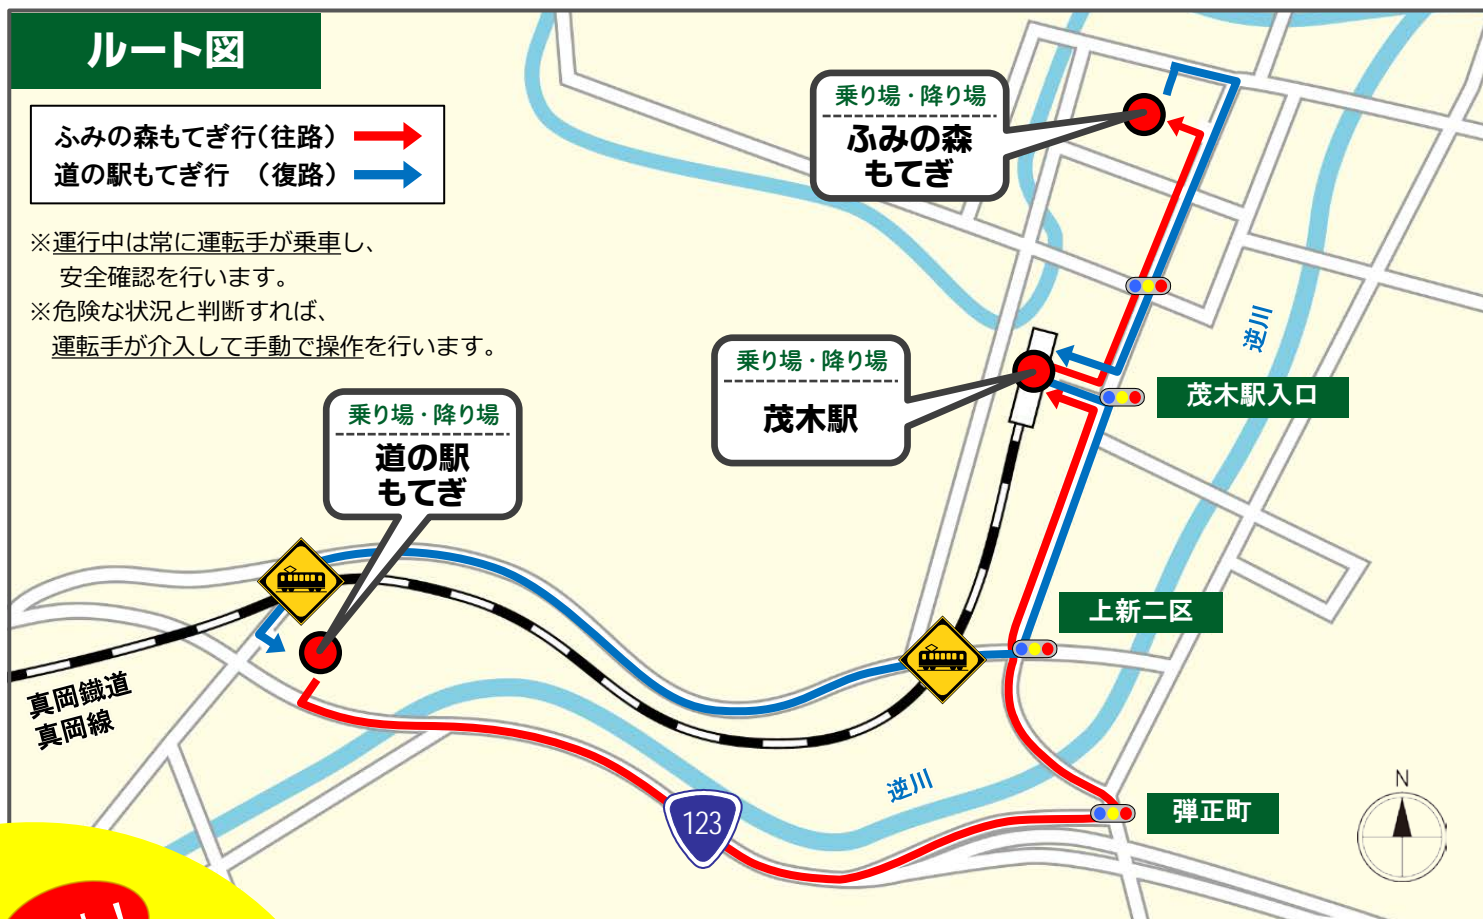 ルート図
ふみの森もてぎ行(往路)
道の駅もてぎ行 (復路)
※運行中は常に運転手が乗車し、
安全確認を行います。
※危険な状況と判断すれば、
運転手が介入して手動で操作を行います。
乗り場・降り場
ふみの森
もてぎ
乗り場・降り場
茂木駅
乗り場・降り場
道の駅
もてぎ
逆川
茂木駅入口
上新二区
真岡鐵道
真岡線
逆川
123
弾正町
N